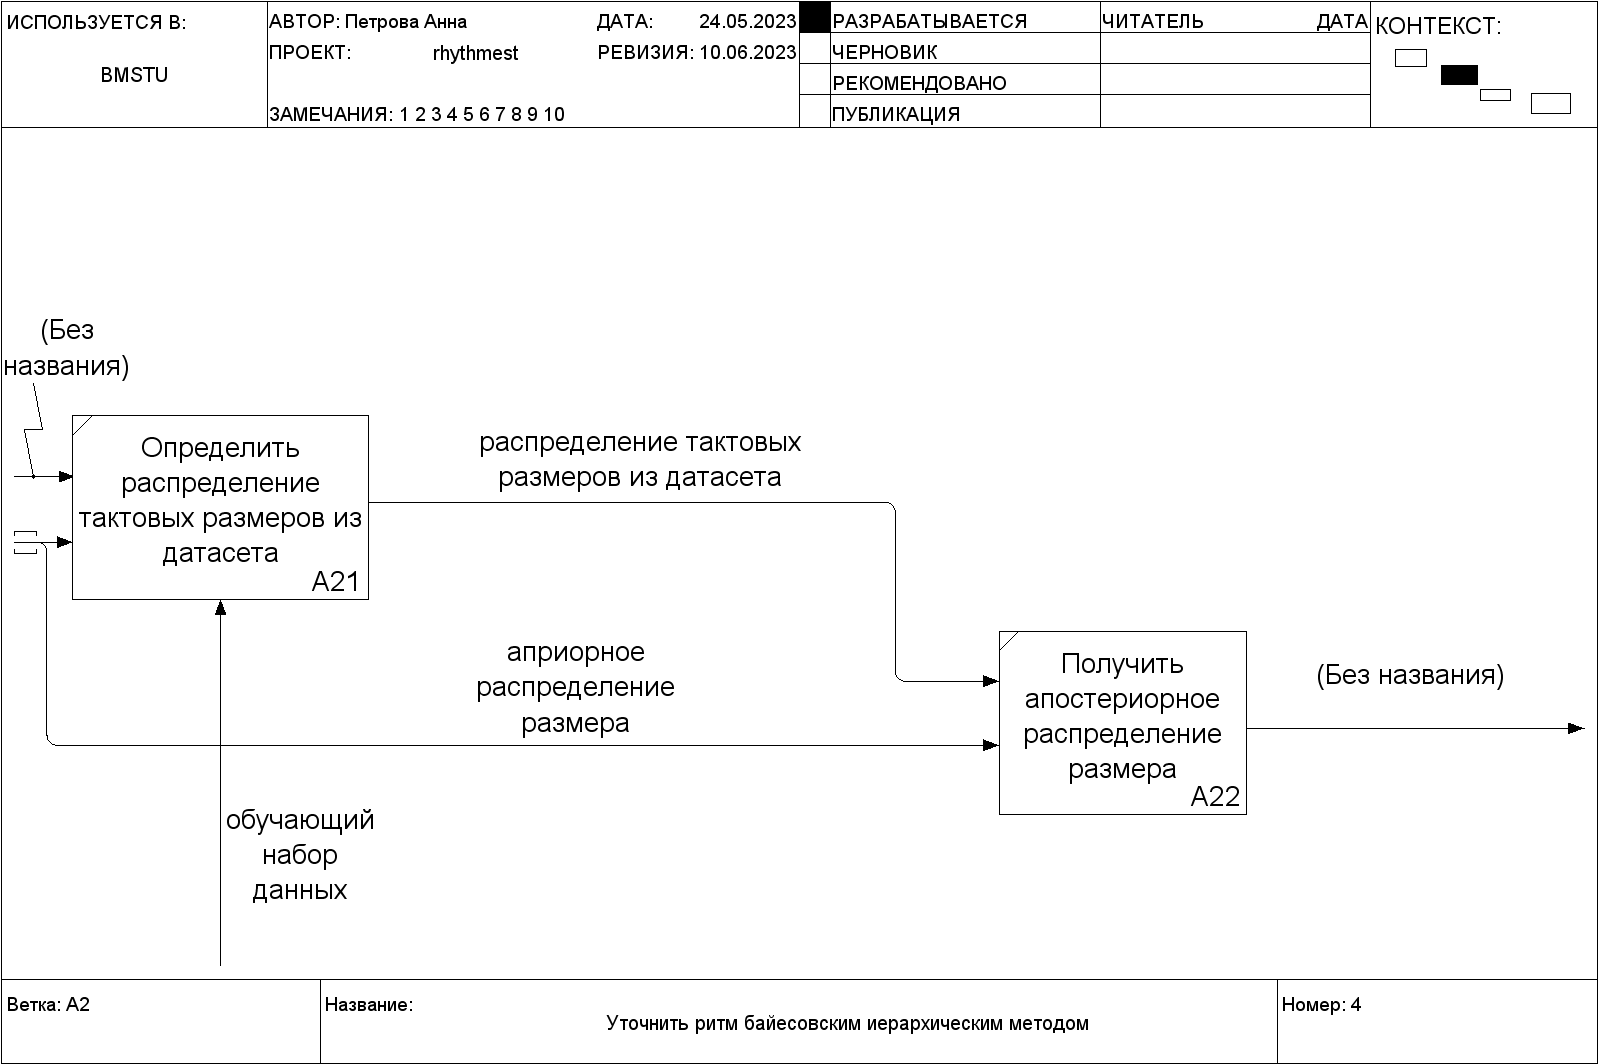 ИСПОЛЬЗУЕТСЯ В:
BMSTU
АВТОР: Петрова Анна
ДАТА: 24.05.2023
ПРОЕКТ: rhythmest
РЕВИЗИЯ: 10.06.2023
ЗАМЕЧАНИЯ: 1 2 3 4 5 6 7 8 9 10
РАЗРАБАТЫВАЕТСЯ
ЧЕРНОВИК
РЕКОМЕНДОВАНО
ПУБЛИКАЦИЯ
ЧИТАТЕЛЬ ДАТА
КОНТЕКСТ:
(Без
названия)
Определить
распределение
тактовых размеров из
датасета
A21
распределение тактовых
размеров из датасета
априорное
распределение
размера
Получить
апостериорное
распределение
размера
A22
(Без названия)
обучающий
набор
данных
Ветка: A2
Название:
Уточнить ритм байесовским иерархическим методом
Номер: 4